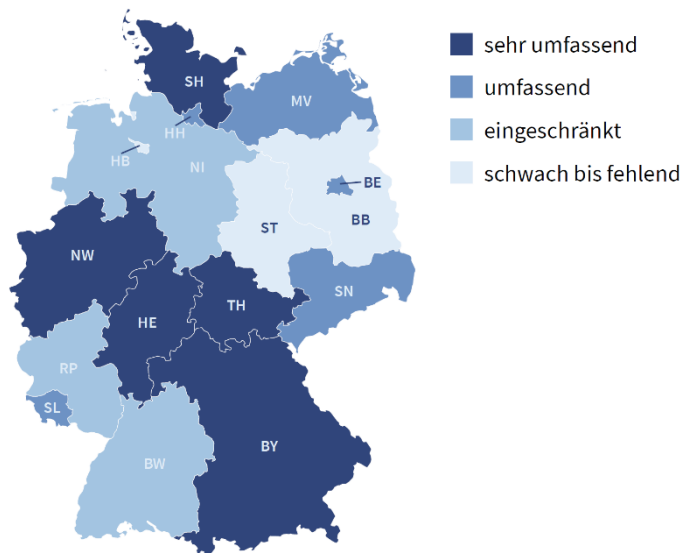 sehr umfassend
umfassend
eingeschränkt
schwach bis fehlend
SH
MV
HH
HB
NI
BE
BB
ST
NW
SN
TH
HE
RP
SL
BW
BY